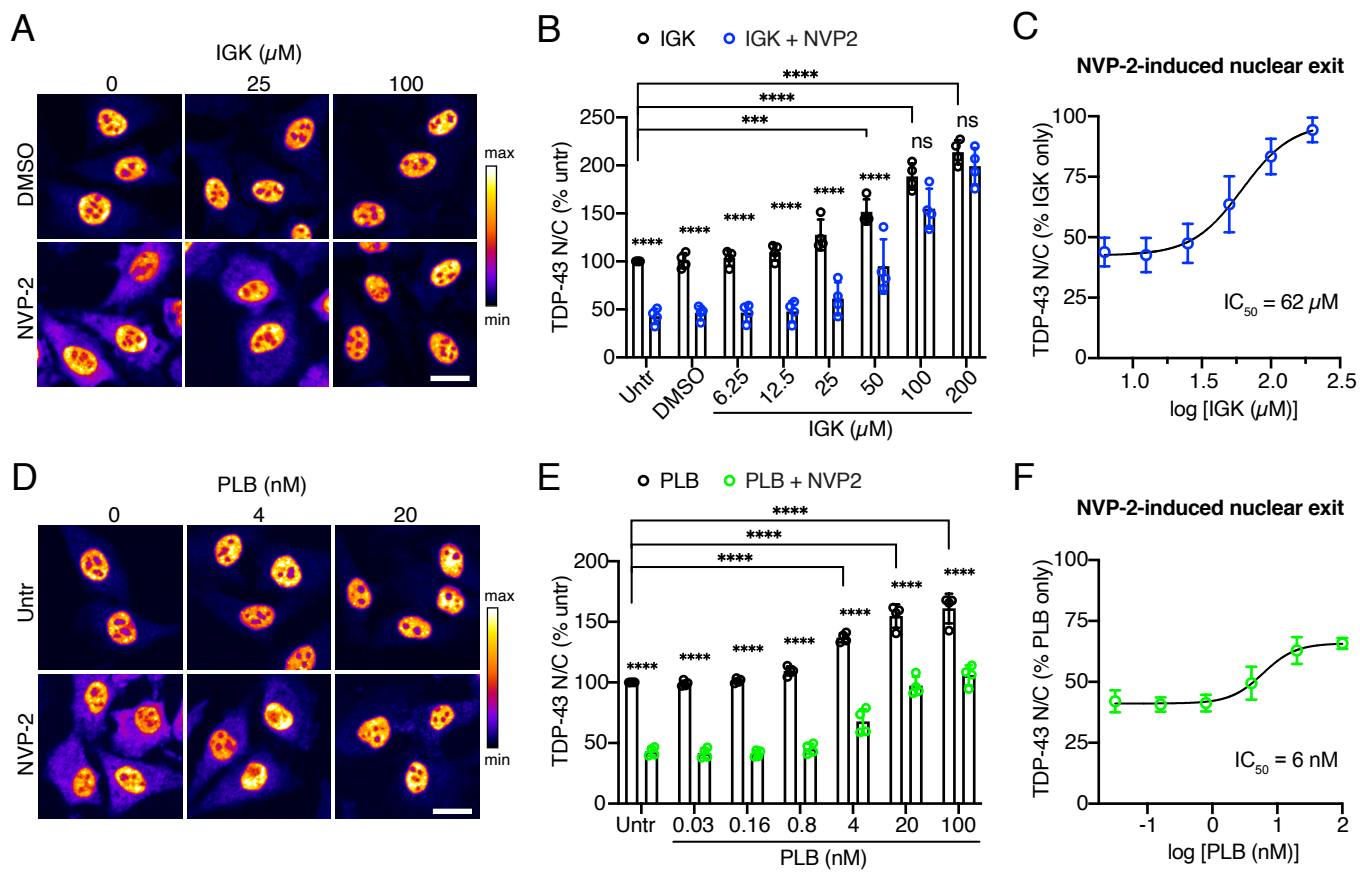 A
IGK (µM)
0 25 100
DMSO
NVP-2
max
min
B
IGK IGK + NVP2
TDP-43 N/C (% untr)
250
200
150
100
50
0
****
****
***
**** **** **** **** **** **** ns ns
Untr DMSO 6.25 12.5 25 50 100 200
IGK (µM)
C
NVP-2-induced nuclear exit
TDP-43 N/C (% IGK only)
100
75
50
25
0
IC50 = 62 µM
1.0 1.5 2.0 2.5
log [IGK (µM)]
D
PLB (nM)
0 4 20
Untr
NVP-2
max
min
E
PLB PLB + NVP2
TDP-43 N/C (% untr)
200
150
100
50
0
****
****
****
**** **** **** **** **** **** ****
Untr 0.03 0.16 0.8 4 20 100
PLB (nM)
F
NVP-2-induced nuclear exit
TDP-43 N/C (% PLB only)
100
75
50
25
0
IC50 = 6 nM
-1 0 1 2
log [PLB (nM)]